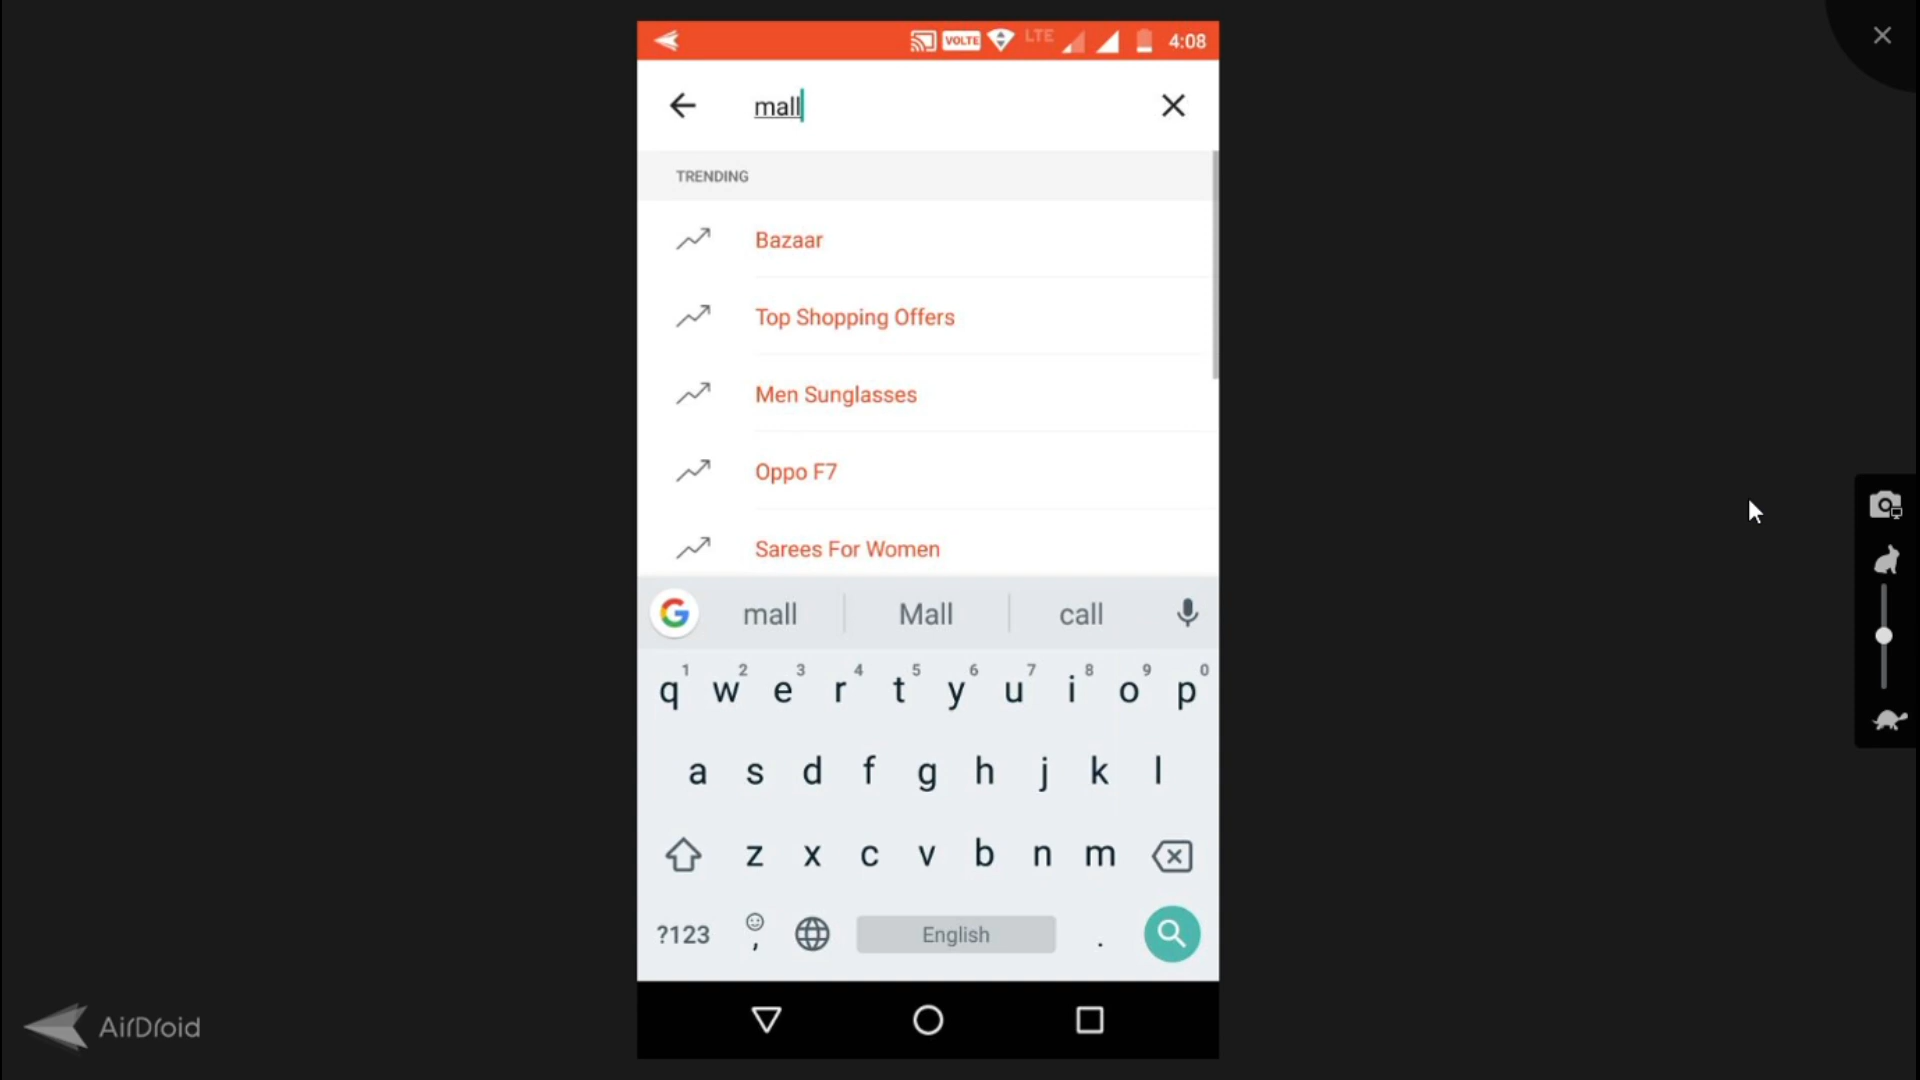 VOLTE LTE 4:08
mall
TRENDING
Bazaar
Top Shopping Offers
Men Sunglasses
Oppo F7
Sarees For Women
G mall Mall call
1 2 3 4 5 6 7 8 9 0
q w e r t y u i o p
a s d f g h j k l
z x c v b n m
?123 , English .
AirDroid